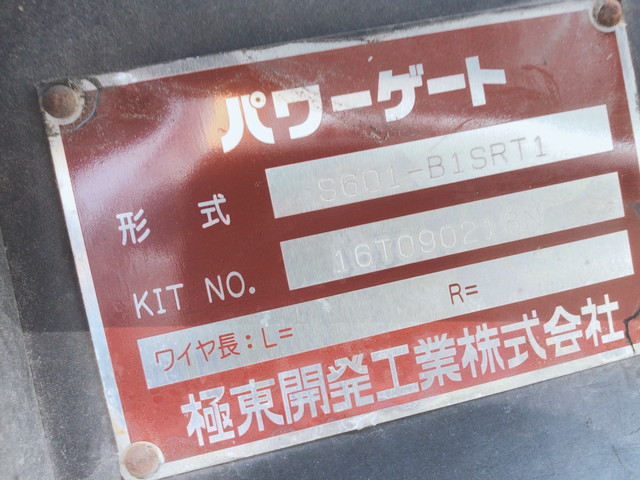 パワーゲート
形 式 S601-B1SRT1
KIT NO.
ワイヤ長:L= R=
極東開発工業株式会社